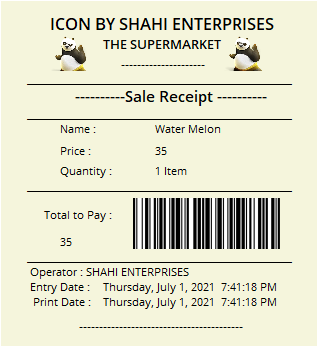 ICON BY SHAHI ENTERPRISES
THE SUPERMARKET
---------------------
----------Sale Receipt ----------
Name : Water Melon
Price : 35
Quantity : 1 Item
Total to Pay :
35
Operator : SHAHI ENTERPRISES
Entry Date : Thursday, July 1, 2021 7:41:18 PM
Print Date : Thursday, July 1, 2021 7:41:18 PM
-----------------------------------------